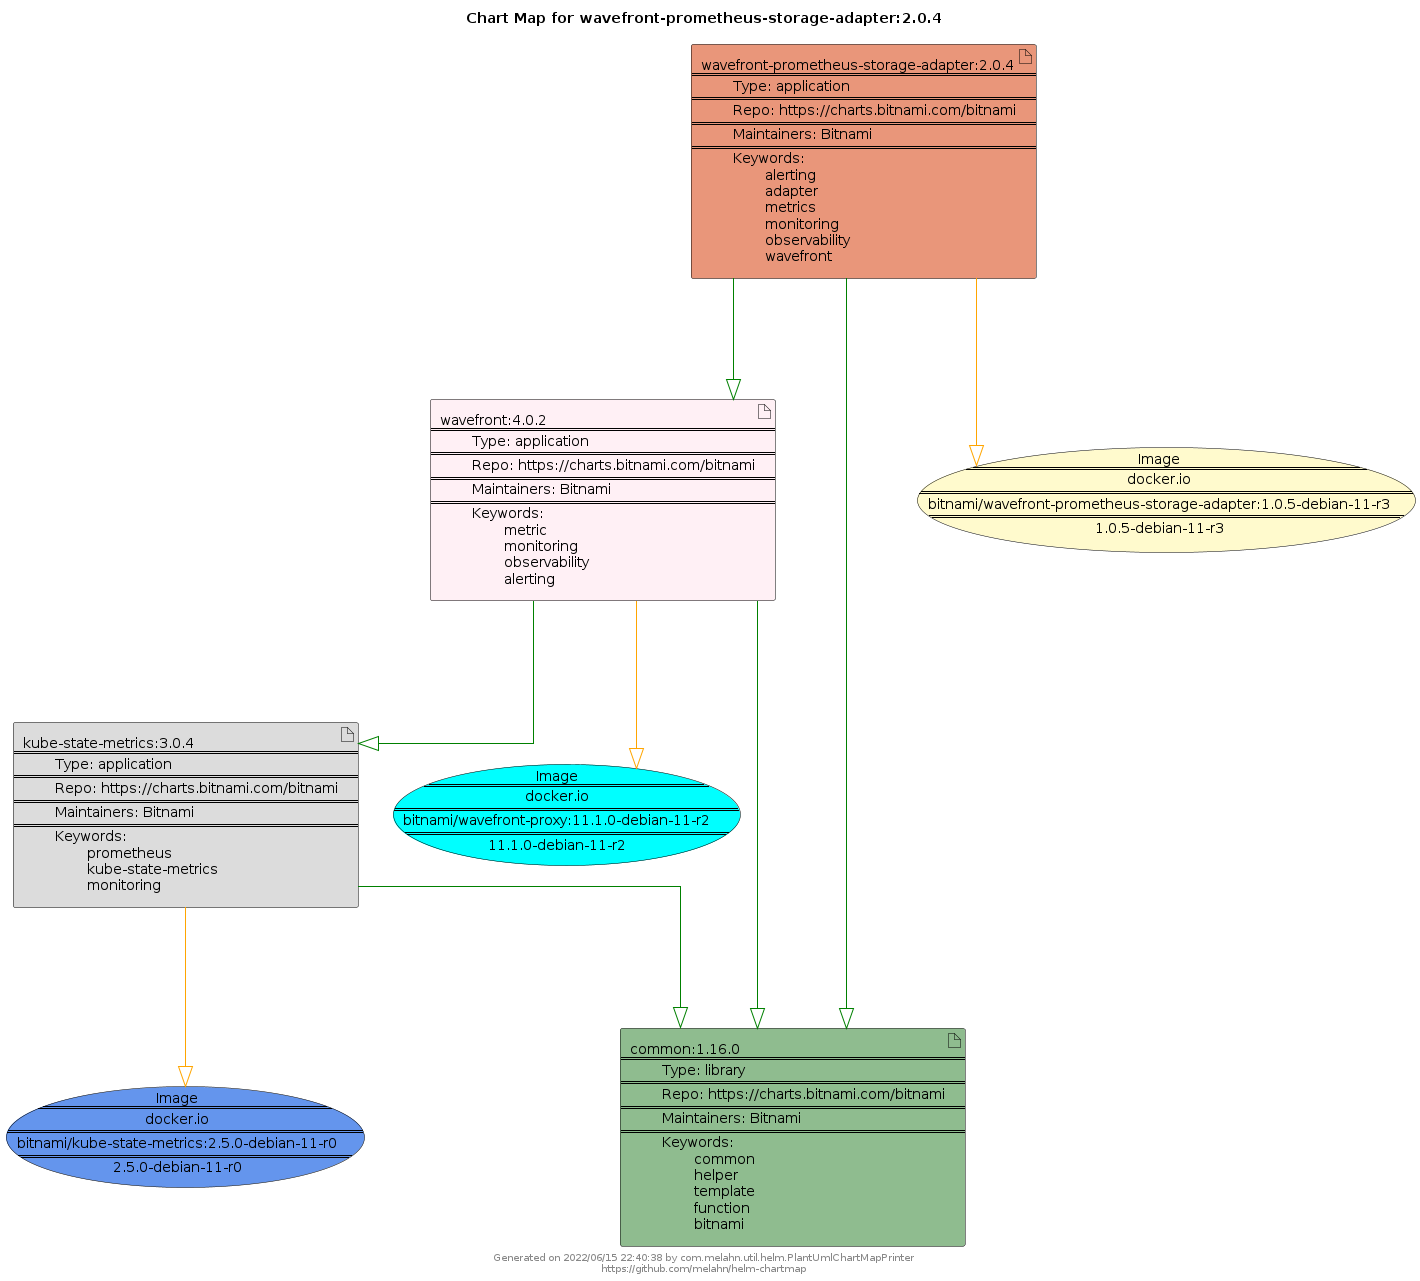 Chart Map for wavefront-prometheus-storage-adapter:2.0.4
wavefront-prometheus-storage-adapter:2.0.4
Type: application
Repo: https://charts.bitnami.com/bitnami
Maintainers: Bitnami
Keywords:
alerting
adapter
metrics
monitoring
observability
wavefront
wavefront:4.0.2
Type: application
Repo: https://charts.bitnami.com/bitnami
Maintainers: Bitnami
Keywords:
metric
monitoring
observability
alerting
Image
docker.io
bitnami/wavefront-prometheus-storage-adapter:1.0.5-debian-11-r3
1.0.5-debian-11-r3
kube-state-metrics:3.0.4
Type: application
Repo: https://charts.bitnami.com/bitnami
Maintainers: Bitnami
Keywords:
prometheus
kube-state-metrics
monitoring
Image
docker.io
bitnami/wavefront-proxy:11.1.0-debian-11-r2
11.1.0-debian-11-r2
Image
docker.io
bitnami/kube-state-metrics:2.5.0-debian-11-r0
2.5.0-debian-11-r0
common:1.16.0
Type: library
Repo: https://charts.bitnami.com/bitnami
Maintainers: Bitnami
Keywords:
common
helper
template
function
bitnami
Generated on 2022/06/15 22:40:38 by com.melahn.util.helm.PlantUmlChartMapPrinter
https://github.com/melahn/helm-chartmap